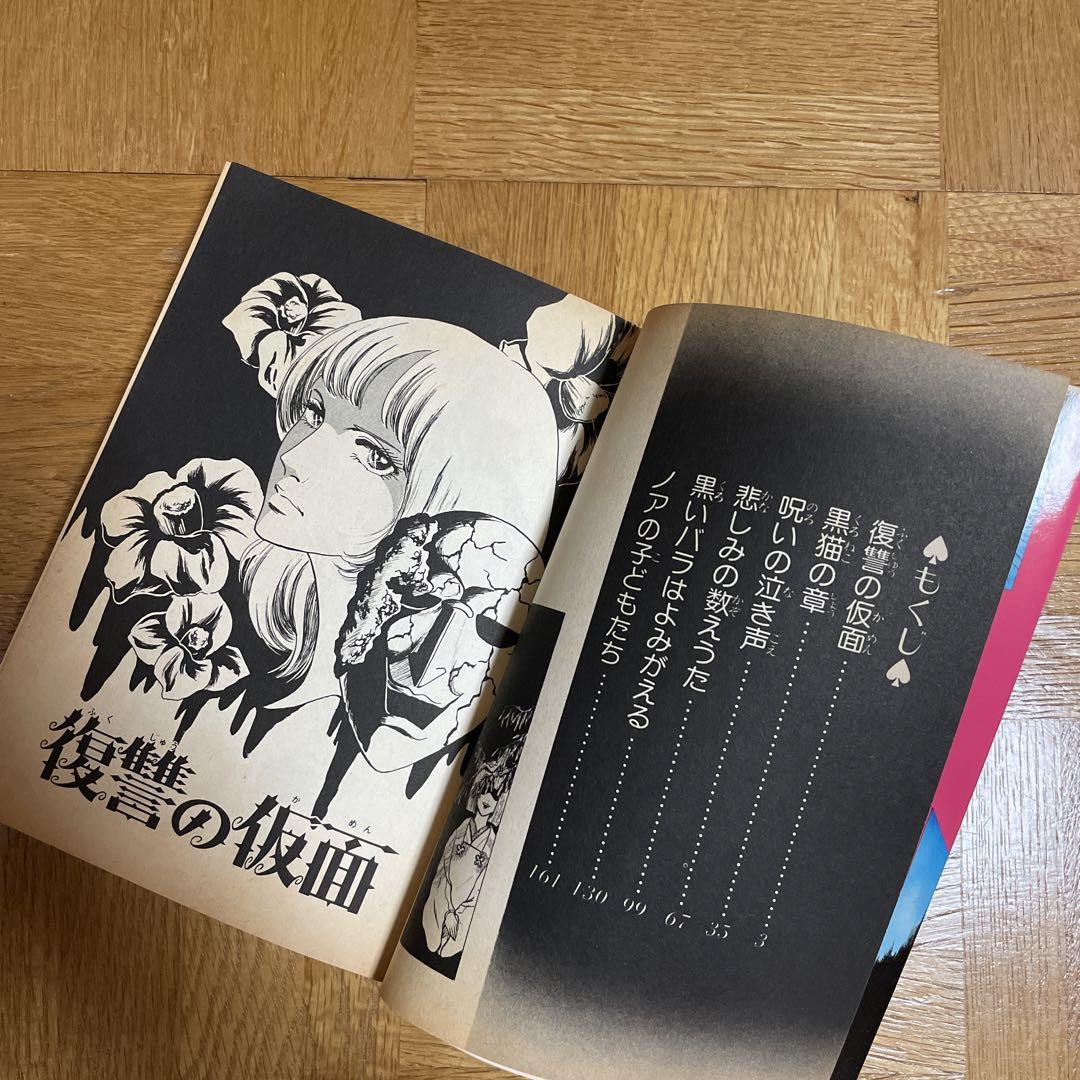 ♠もくじ♠
復讐の仮面……………3
黒猫の章……………35
呪いの泣き声……………67
悲しみの数えうた……………99
黒いバラはよみがえる……………130
ノアの子どもたち……………161
復讐の仮面